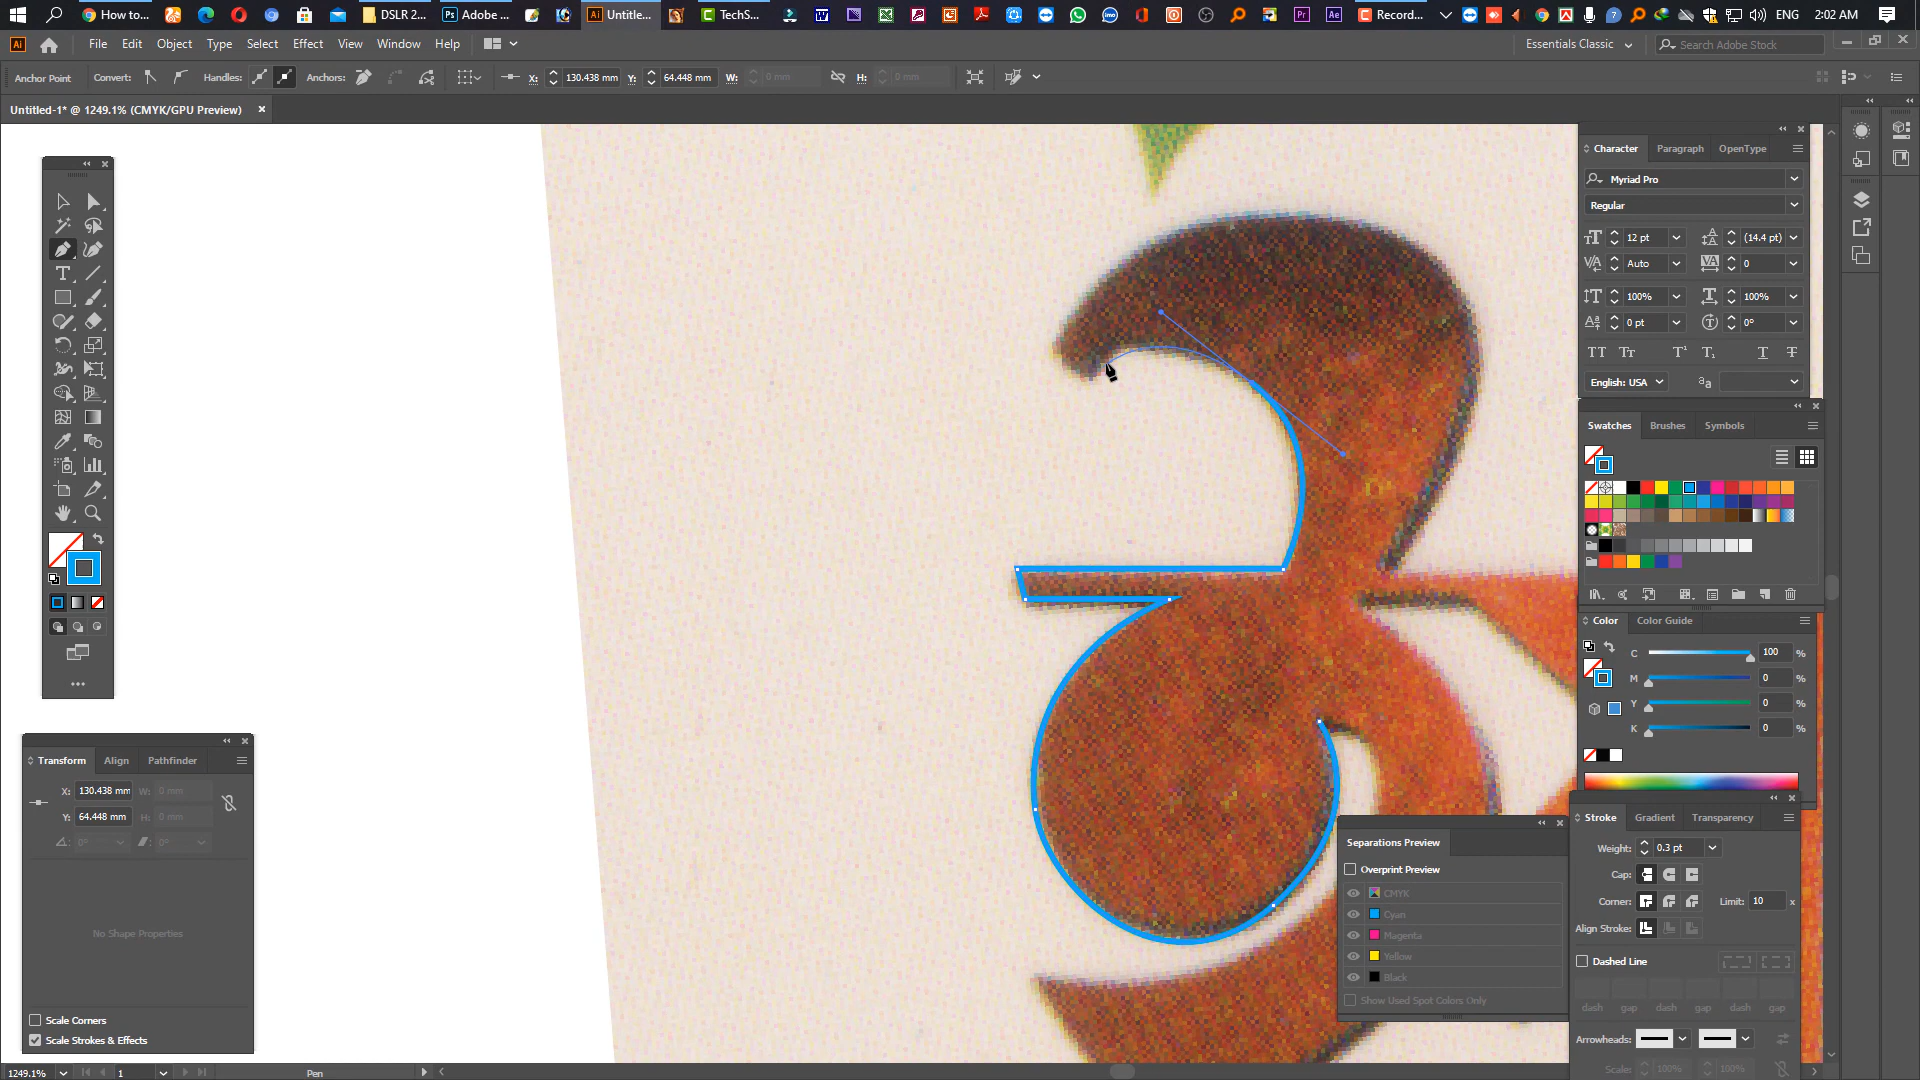 How to...
DSLR 2...
Adobe ...
Untitle...
TechS...
Record...
ENG
2:02 AM
File
Edit
Object
Type
Select
Effect
View
Window
Help
Essentials Classic
Search Adobe Stock
Anchor Point
Convert:
Handles:
Anchors:
X:
130.438 mm
Y:
64.448 mm
W:
0 mm
H:
0 mm
Untitled-1* @ 1249.1% (CMYK/GPU Preview)
Character
Paragraph
OpenType
Myriad Pro
Regular
12 pt
(14.4 pt)
Auto
0
100%
100%
0 pt
0°
English: USA
Swatches
Brushes
Symbols
Color
Color Guide
C
100
%
M
0
%
Y
0
%
K
0
%
Transform
Align
Pathfinder
X:
130.438 mm
W:
0 mm
Y:
64.448 mm
H:
0 mm
0°
0°
No Shape Properties
Scale Corners
Scale Strokes & Effects
Separations Preview
Overprint Preview
CMYK
Cyan
Magenta
Yellow
Black
Show Used Spot Colors Only
Stroke
Gradient
Transparency
Weight:
0.3 pt
Cap:
Corner:
Limit:
10
x
Align Stroke:
Dashed Line
dash
gap
dash
gap
dash
gap
Arrowheads:
Scale:
100%
100%
1249.1%
1
Pen